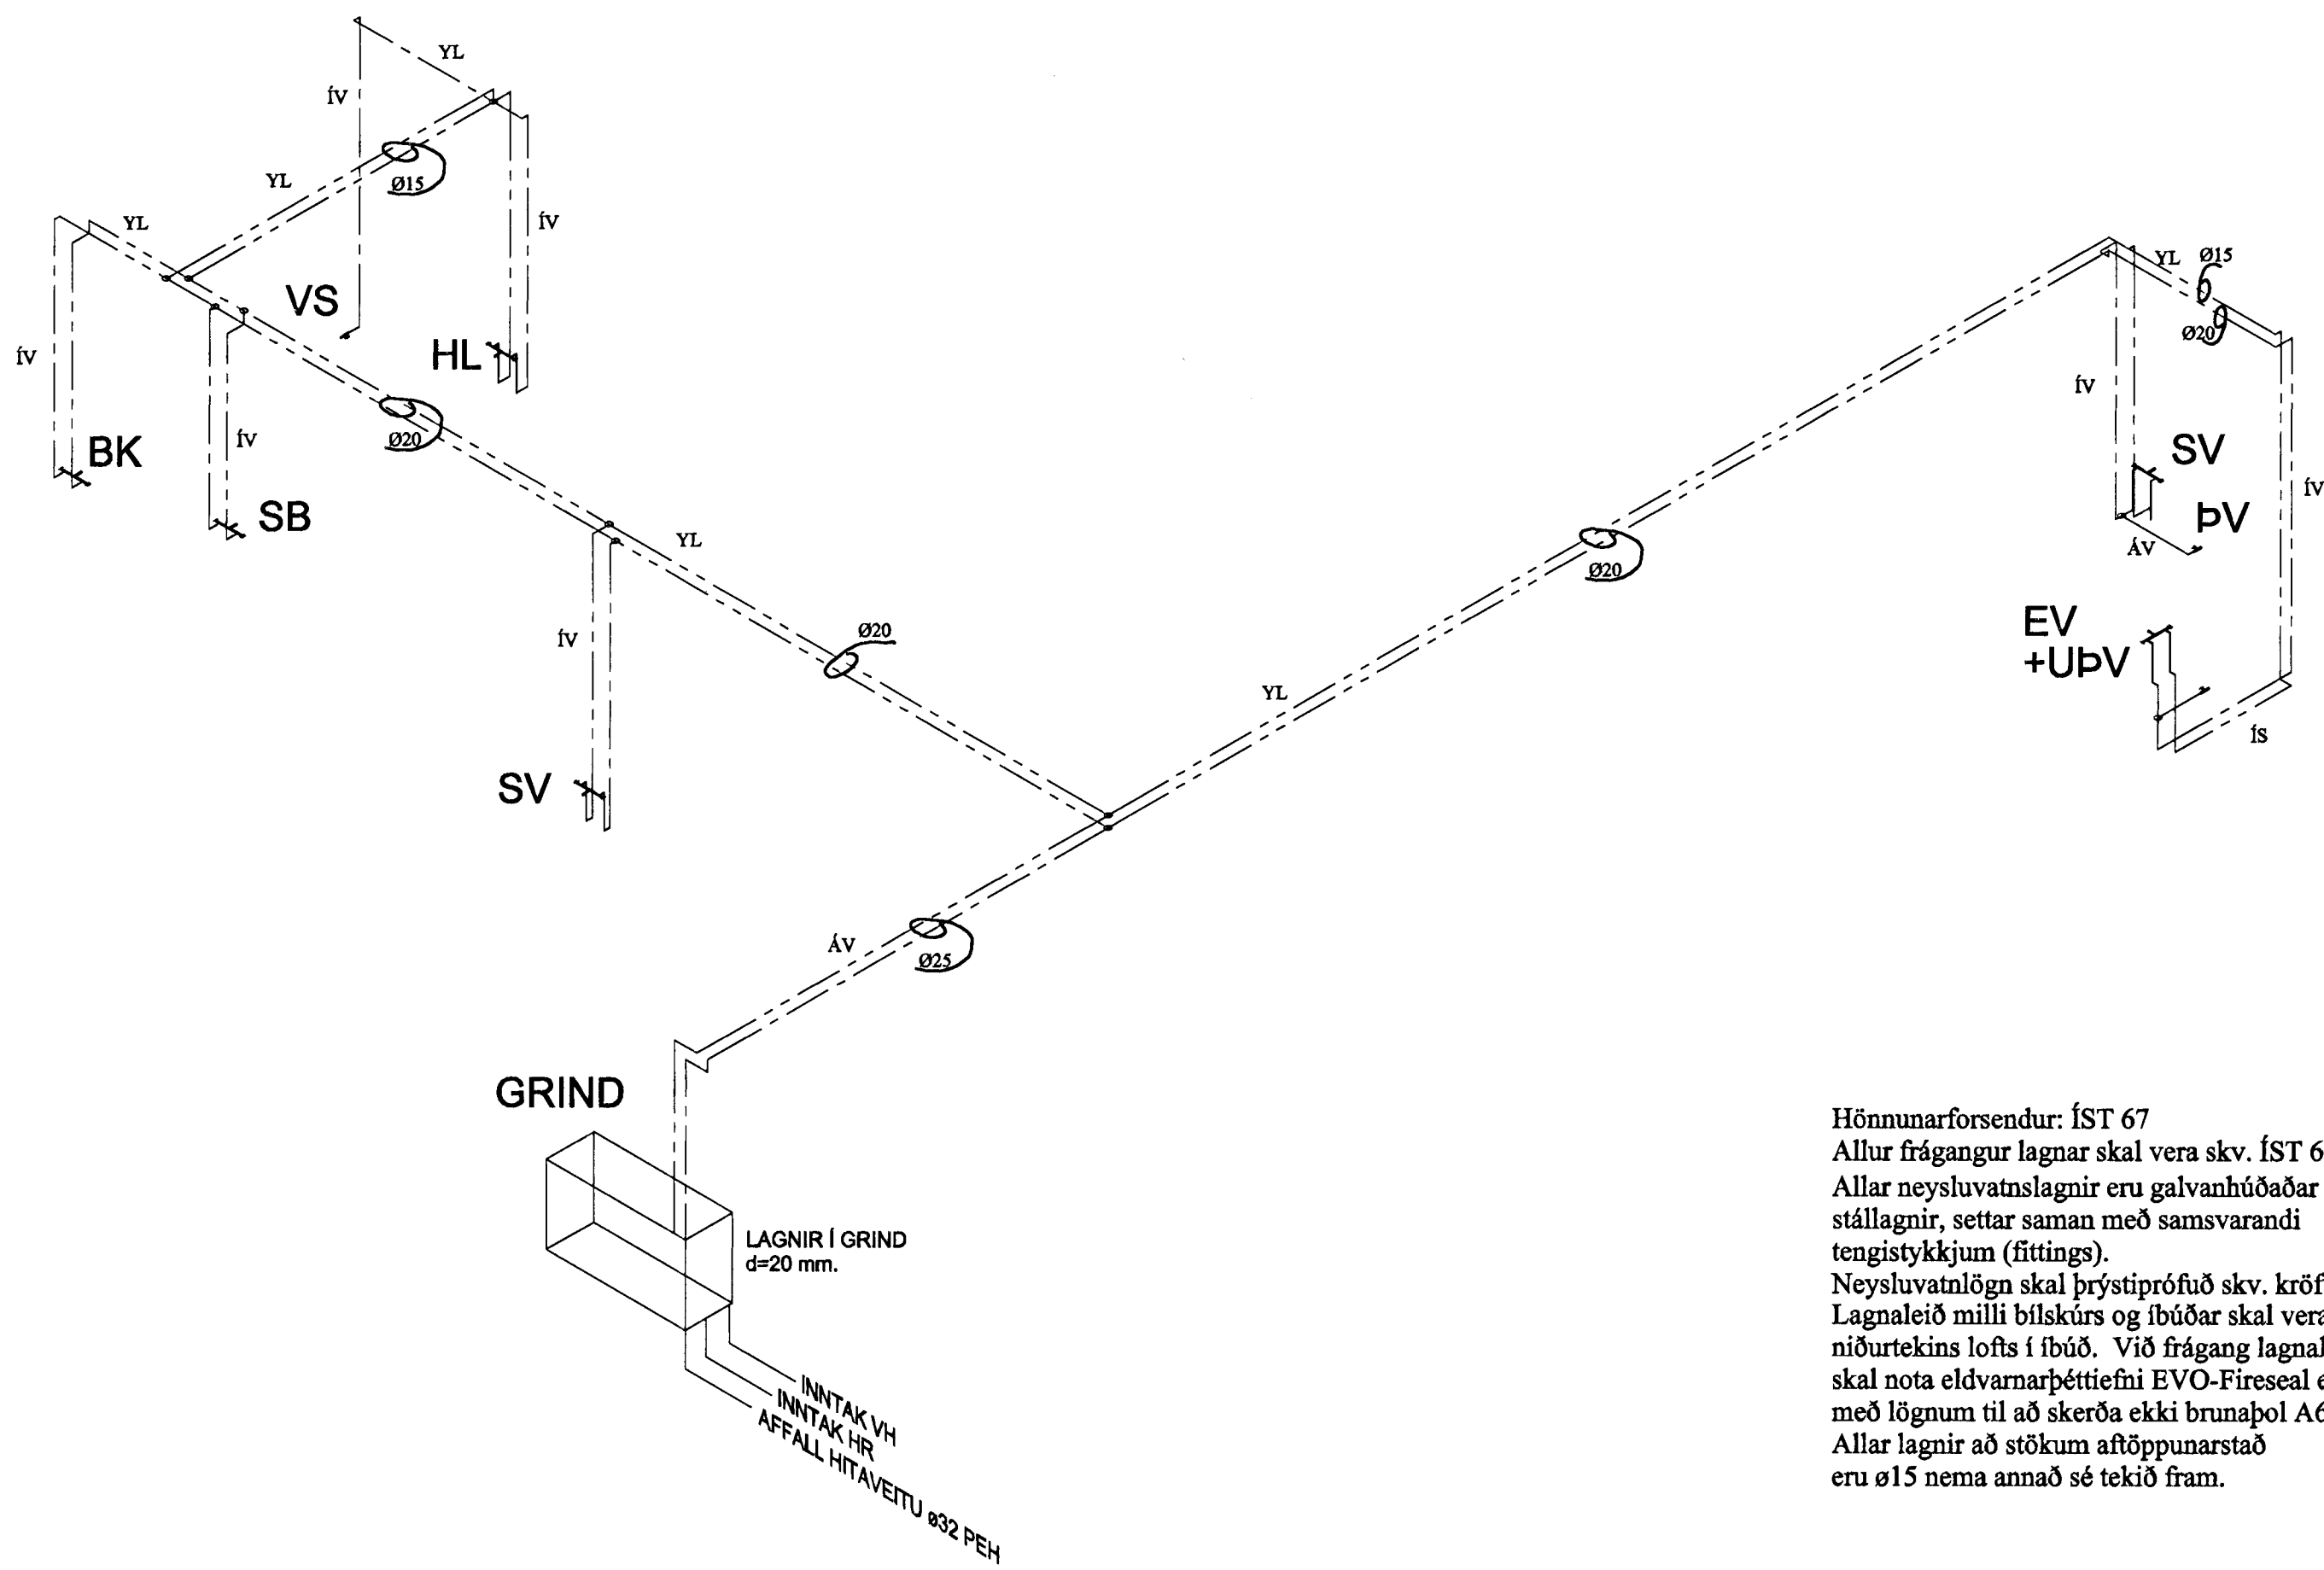 YL
ÍV
Ø15
YL
ÍV
YL
VS
HL
ÍV
BK
ÍV
SB
Ø20
YL
ÍV
Ø20
SV
YL
Ø15
Ø20
ÍV
SV
ÍV
ÞV
ÁV
Ø20
EV
+UÞV
ÍS
YL
ÁV
Ø25
GRIND
LAGNIR Í GRIND
d=20 mm.
INNTAK VH
INNTAK HR
AFFALL HITAVEITU ø32 PEH
Hönnunarforsendur: ÍST 67
Allur frágangur lagnar skal vera skv. ÍST 6
Allar neysluvatnslagnir eru galvanhúðaðar
stállagnir, settar saman með samsvarandi
tengistykkjum (fittings).
Neysluvatnlögn skal þrýstiprófuð skv. kröf
Lagnaleið milli bílskúrs og íbúðar skal vera
niðurtekins lofts í íbúð. Við frágang lagnal
skal nota eldvarnarþéttiefni EVO-Fireseal e
með lögnum til að skerða ekki brunaþol A6
Allar lagnir að stökum aftöppunarstað
eru ø15 nema annað sé tekið fram.